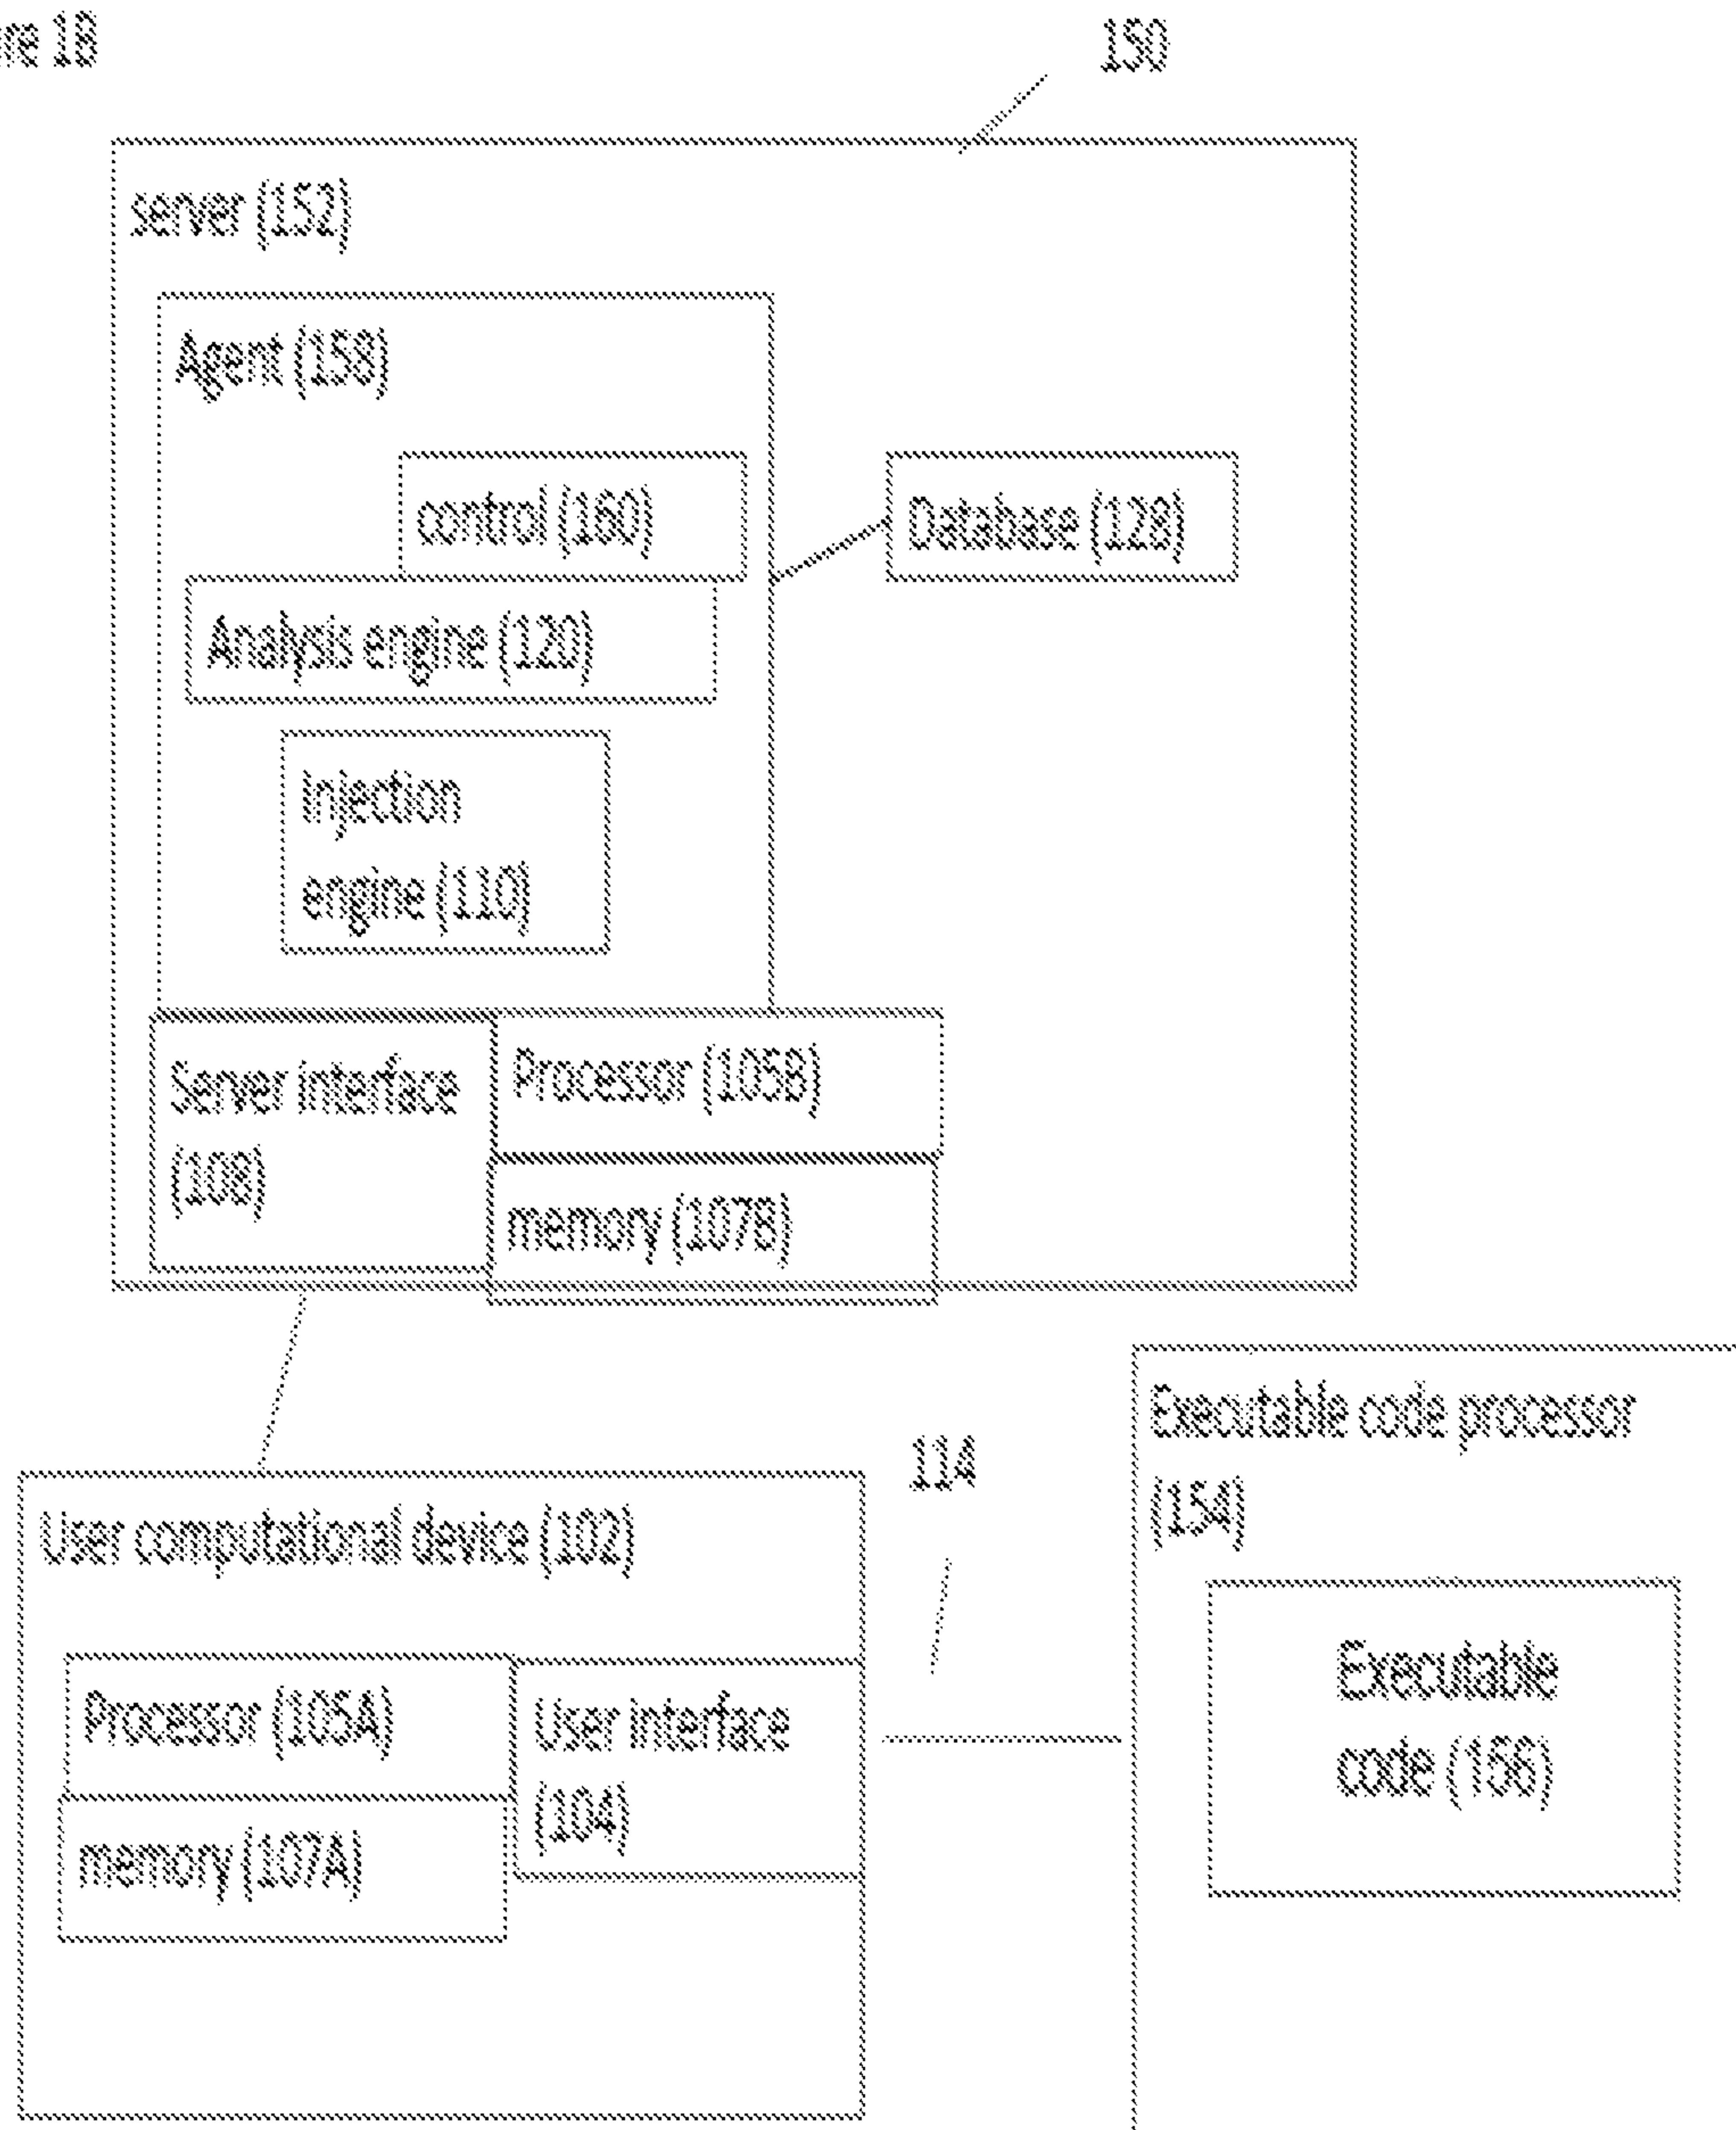 re 1B
150
server (152)
Agent (158)
control (160)
Database (128)
Analysis engine (120)
Injection
engine (110)
Server interface
(108)
Processor (105B)
memory (107B)
Executable code processor
(154)
114
User computational device (102)
Executable
code (156)
Processor (105A)
User interface
(104)
memory (107A)